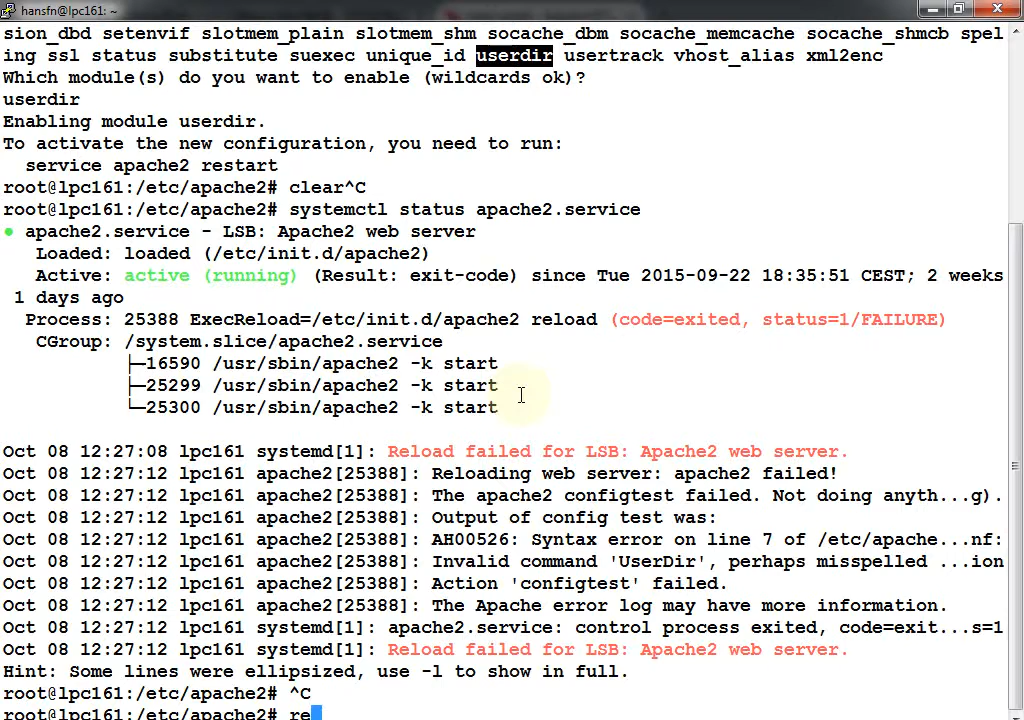 hansfn@lpc161: ~
sion_dbd setenvif slotmem_plain slotmem_shm socache_dbm socache_memcache socache_shmcb spel
ing ssl status substitute suexec unique_id userdir usertrack vhost_alias xml2enc
Which module(s) do you want to enable (wildcards ok)?
userdir
Enabling module userdir.
To activate the new configuration, you need to run:
  service apache2 restart
root@lpc161:/etc/apache2# clear^C
root@lpc161:/etc/apache2# systemctl status apache2.service
● apache2.service - LSB: Apache2 web server
   Loaded: loaded (/etc/init.d/apache2)
   Active: active (running) (Result: exit-code) since Tue 2015-09-22 18:35:51 CEST; 2 weeks
 1 days ago
  Process: 25388 ExecReload=/etc/init.d/apache2 reload (code=exited, status=1/FAILURE)
   CGroup: /system.slice/apache2.service
           ├─16590 /usr/sbin/apache2 -k start
           ├─25299 /usr/sbin/apache2 -k start
           └─25300 /usr/sbin/apache2 -k start
Oct 08 12:27:08 lpc161 systemd[1]: Reload failed for LSB: Apache2 web server.
Oct 08 12:27:12 lpc161 apache2[25388]: Reloading web server: apache2 failed!
Oct 08 12:27:12 lpc161 apache2[25388]: The apache2 configtest failed. Not doing anyth...g).
Oct 08 12:27:12 lpc161 apache2[25388]: Output of config test was:
Oct 08 12:27:12 lpc161 apache2[25388]: AH00526: Syntax error on line 7 of /etc/apache...nf:
Oct 08 12:27:12 lpc161 apache2[25388]: Invalid command 'UserDir', perhaps misspelled ...ion
Oct 08 12:27:12 lpc161 apache2[25388]: Action 'configtest' failed.
Oct 08 12:27:12 lpc161 apache2[25388]: The Apache error log may have more information.
Oct 08 12:27:12 lpc161 systemd[1]: apache2.service: control process exited, code=exit...s=1
Oct 08 12:27:12 lpc161 systemd[1]: Reload failed for LSB: Apache2 web server.
Hint: Some lines were ellipsized, use -l to show in full.
root@lpc161:/etc/apache2# ^C
root@lpc161:/etc/apache2# re